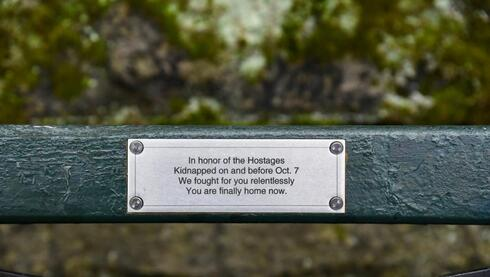 In honor of the Hostages
Kidnapped on and before Oct. 7
We fought for you relentlessly
You are finally home now.